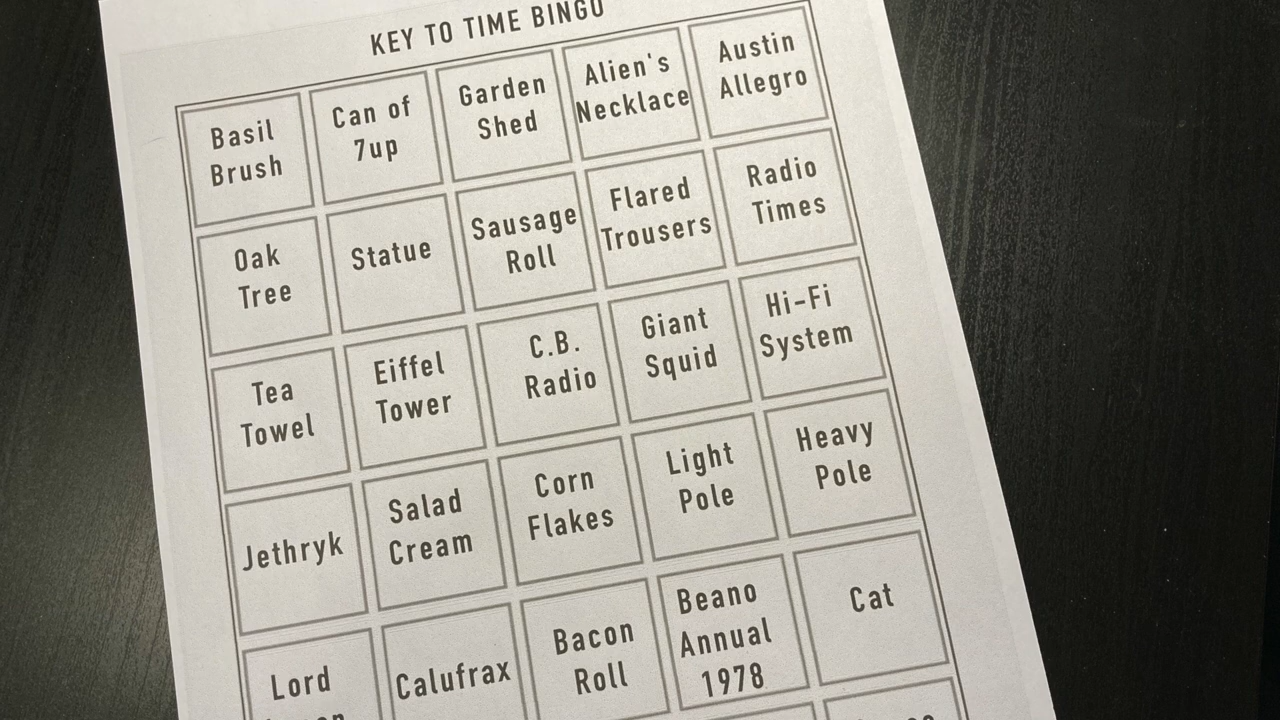 KEY TO TIME BINGO
Basil
Brush
Can of
7up
Garden
Shed
Alien's
Necklace
Austin
Allegro
Oak
Tree
Statue
Sausage
Roll
Flared
Trousers
Radio
Times
Tea
Towel
Eiffel
Tower
C.B.
Radio
Giant
Squid
Hi-Fi
System
Jethryk
Salad
Cream
Corn
Flakes
Light
Pole
Heavy
Pole
Lord
Calufrax
Bacon
Roll
Beano
Annual
1978
Cat